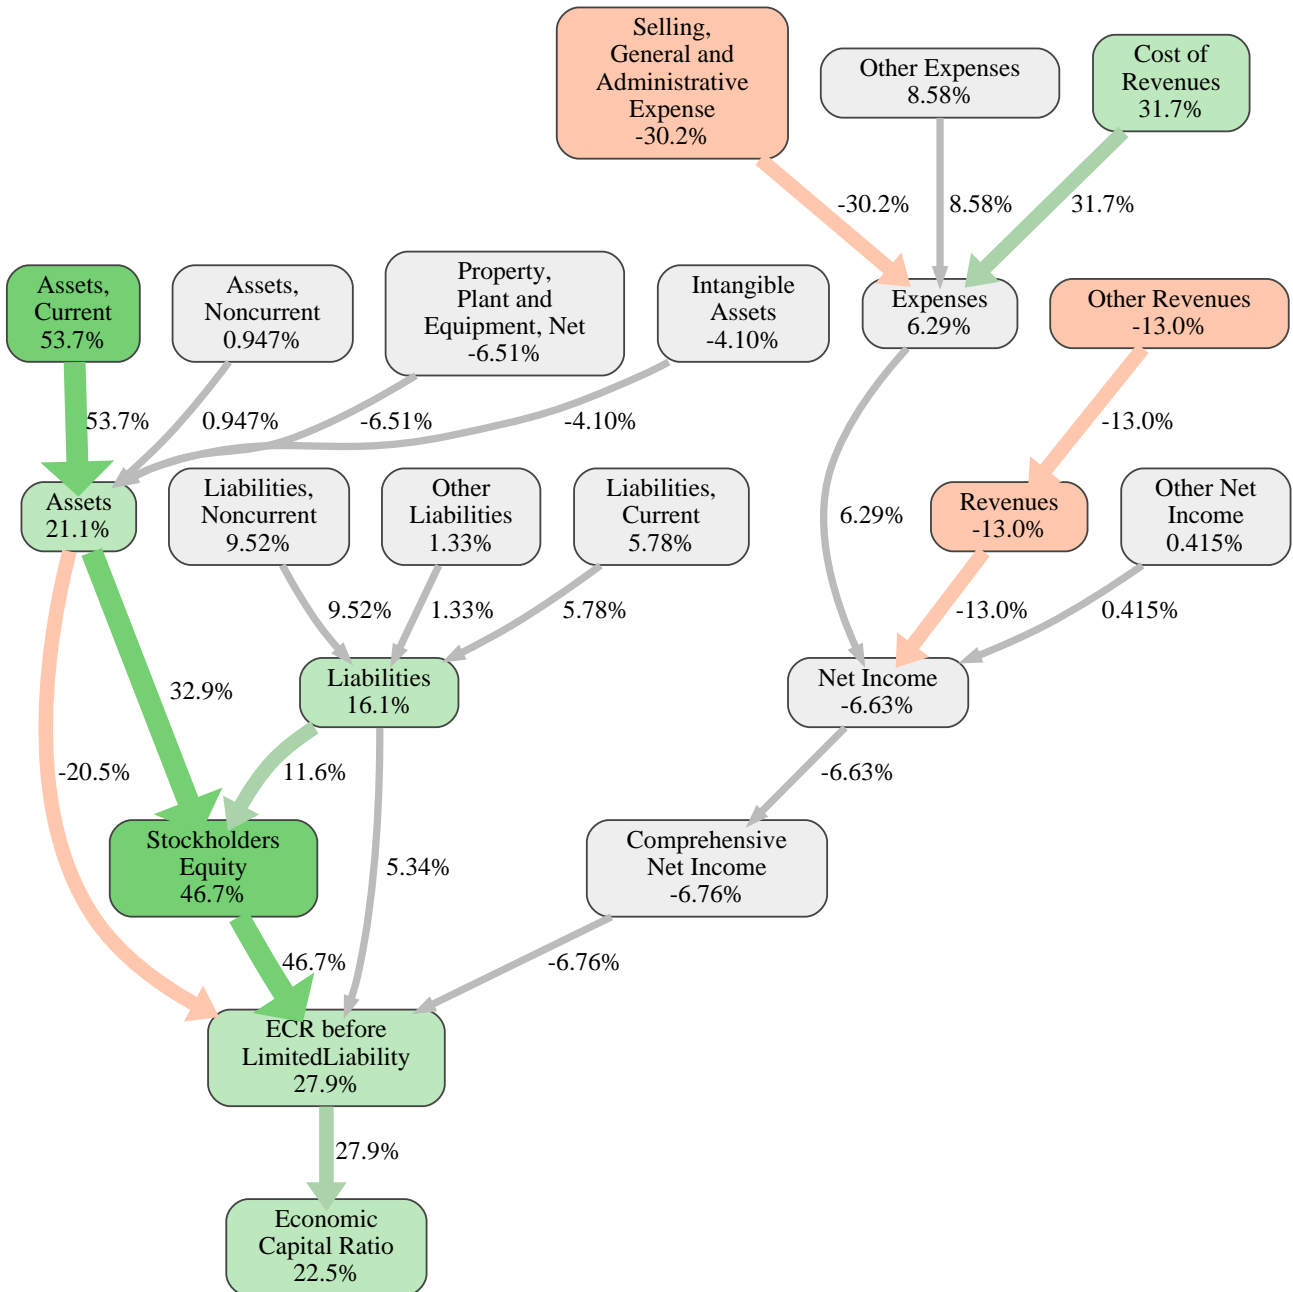 Selling,
General and
Administrative
Expense
-30.2%
Other Expenses
8.58%
Cost of
Revenues
31.7%
-30.2%
8.58%
31.7%
Assets,
Current
53.7%
Assets,
Noncurrent
0.947%
Property,
Plant and
Equipment, Net
-6.51%
Intangible
Assets
-4.10%
Expenses
6.29%
Other Revenues
-13.0%
53.7%
0.947%
-6.51%
-4.10%
-13.0%
Assets
21.1%
Liabilities,
Noncurrent
9.52%
Other
Liabilities
1.33%
Liabilities,
Current
5.78%
6.29%
Revenues
-13.0%
Other Net
Income
0.415%
9.52%
1.33%
5.78%
-13.0%
0.415%
32.9%
Liabilities
16.1%
Net Income
-6.63%
-20.5%
11.6%
-6.63%
Stockholders
Equity
46.7%
5.34%
Comprehensive
Net Income
-6.76%
46.7%
-6.76%
ECR before
LimitedLiability
27.9%
27.9%
Economic
Capital Ratio
22.5%